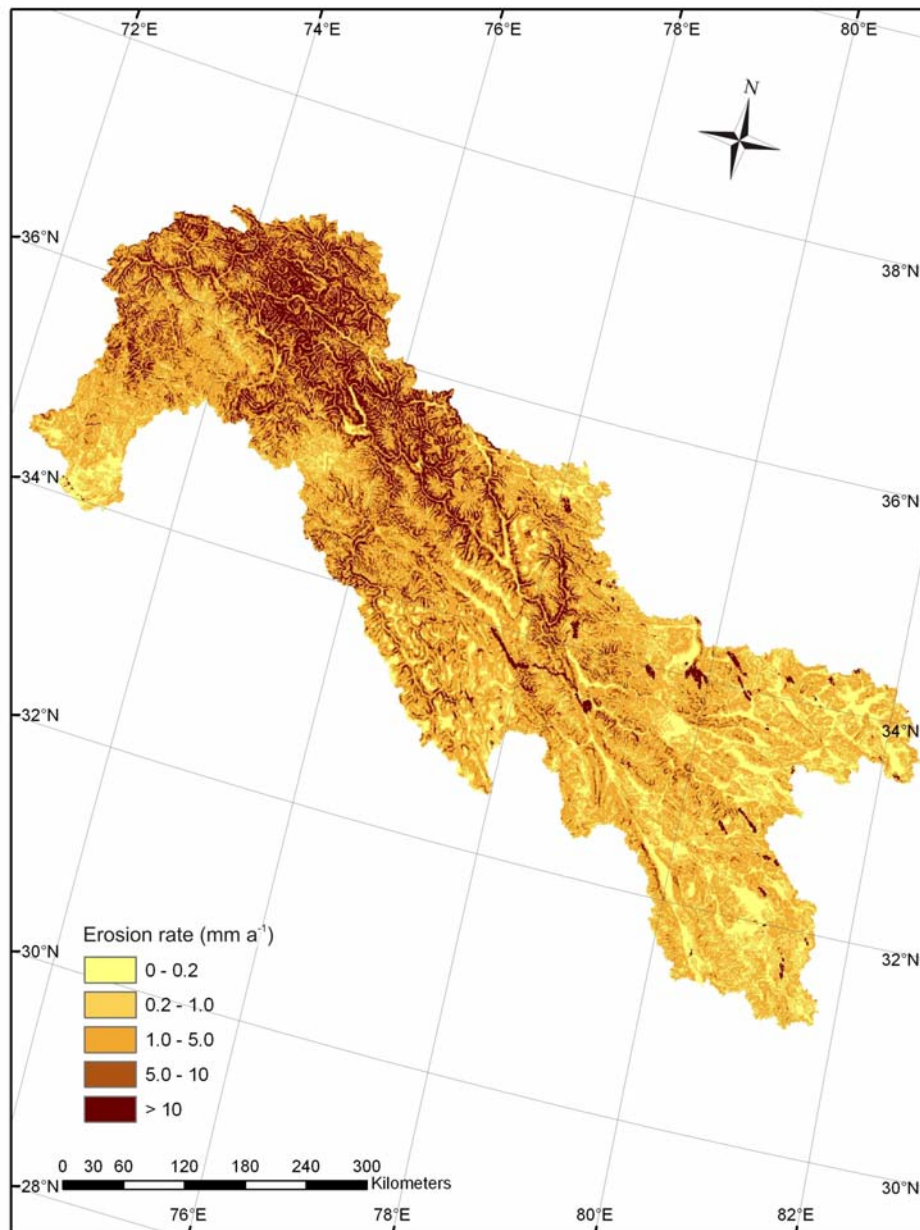 72°E 74°E 76°E 78°E 80°E
N
36°N
38°N
34°N
36°N
32°N
34°N
30°N
32°N
Erosion rate (mm a⁻¹)
0 - 0.2
0.2 - 1.0
1.0 - 5.0
5.0 - 10
> 10
0 30 60 120 180 240 300
Kilometers
28°N
30°N
76°E 78°E 80°E 82°E